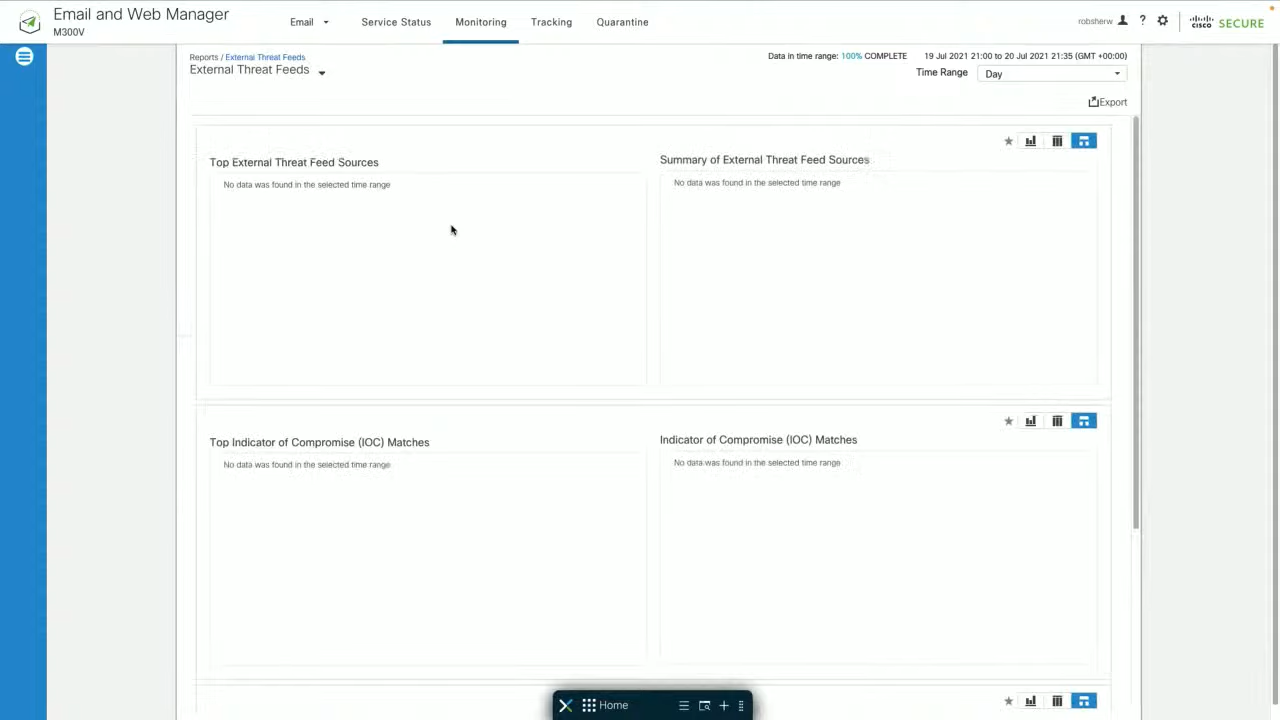 Email and Web Manager
M300V
Email
Service Status
Monitoring
Tracking
Quarantine
robsherw
?
cisco SECURE
Reports / External Threat Feeds
External Threat Feeds
Data in time range: 100% COMPLETE
19 Jul 2021 21:00 to 20 Jul 2021 21:35 (GMT +00:00)
Time Range
Day
Export
Top External Threat Feed Sources
No data was found in the selected time range
Summary of External Threat Feed Sources
No data was found in the selected time range
Top Indicator of Compromise (IOC) Matches
No data was found in the selected time range
Indicator of Compromise (IOC) Matches
No data was found in the selected time range
Home